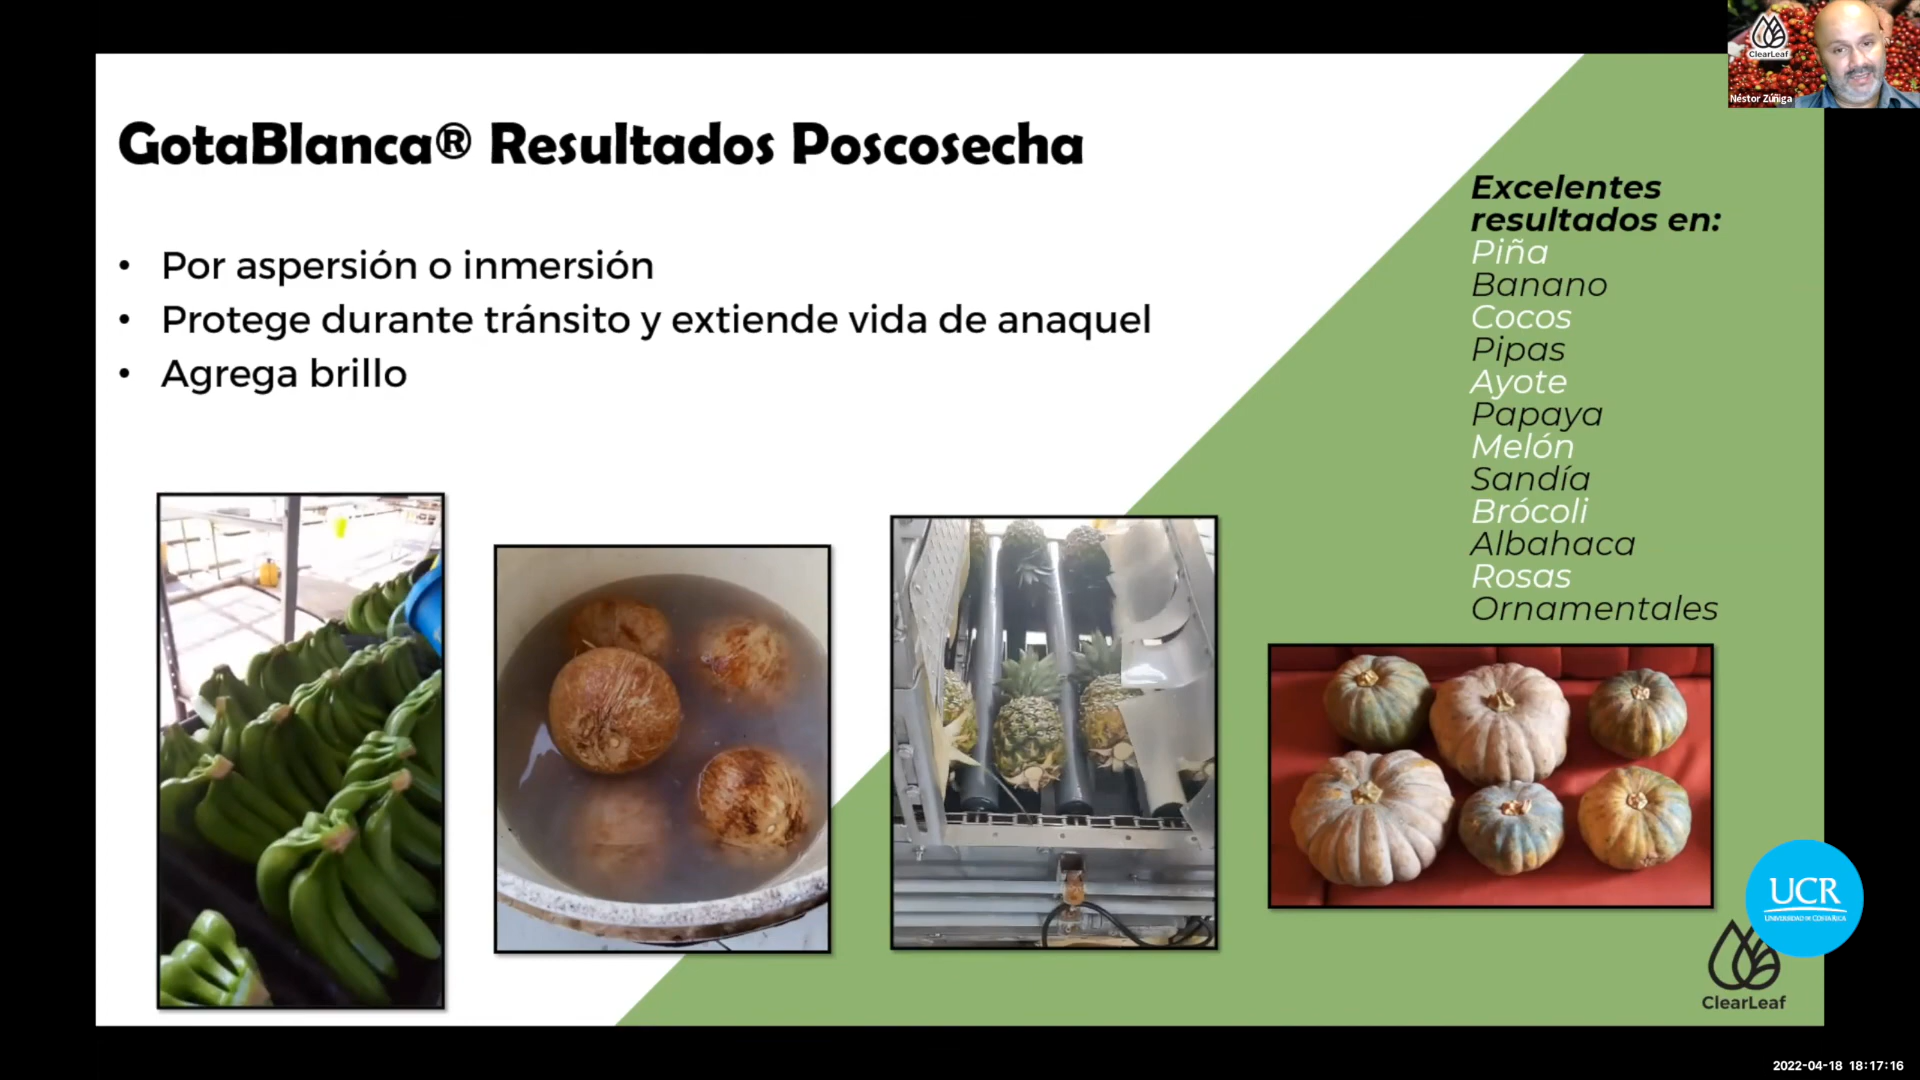 ClearLeaf
Néstor Zúñiga
GotaBlanca® Resultados Poscosecha
• Por aspersión o inmersión
• Protege durante tránsito y extiende vida de anaquel
• Agrega brillo
Excelentes
resultados en:
Piña
Banano
Cocos
Pipas
Ayote
Papaya
Melón
Sandía
Brócoli
Albahaca
Rosas
Ornamentales
UCR
UNIVERSIDAD DE COSTA RICA
ClearLeaf
2022-04-18 18:17:16